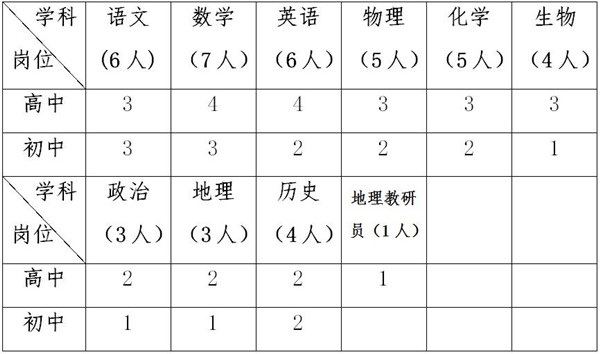 学科 语文 数学 英语 物理 化学 生物
岗位 (6人) （7人） （6人） （5人） （5人） （4人）
高中 3 4 4 3 3 3
初中 3 3 2 2 2 1
学科 政治 地理 历史 地理教研
岗位 （3人） （3人） （4人） 员（1人）
高中 2 2 2 1
初中 1 1 2